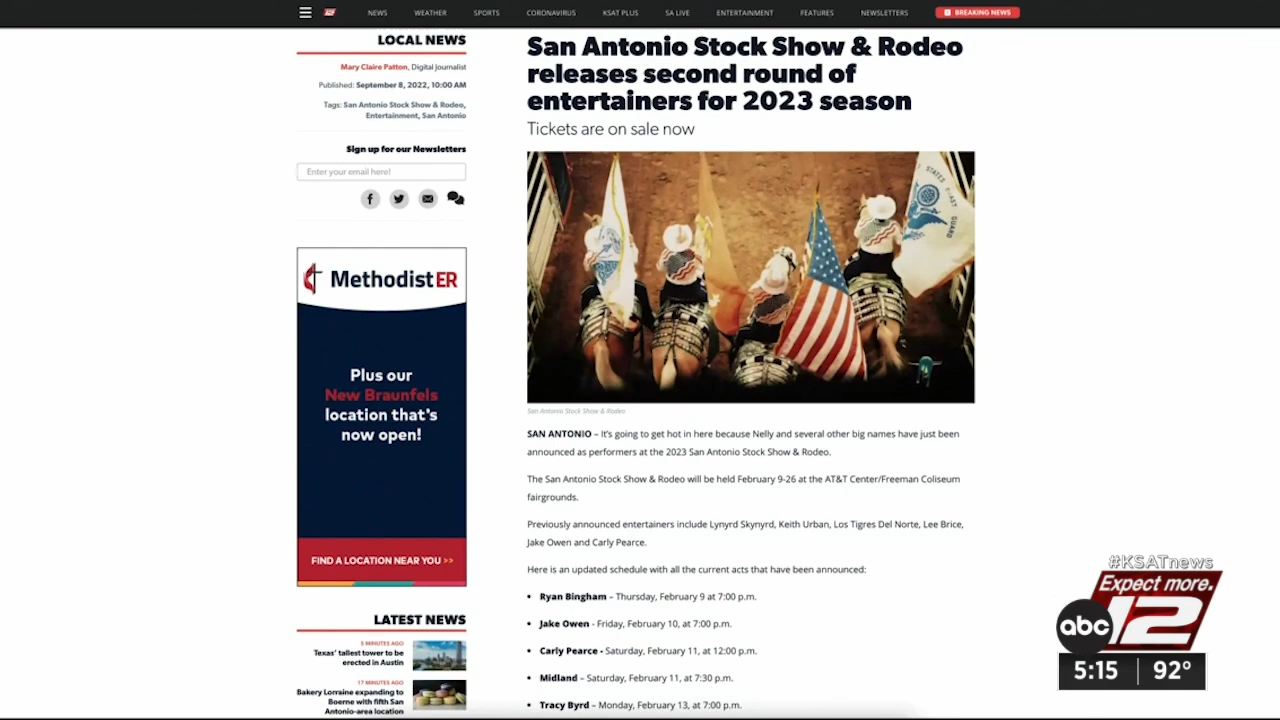 NEWS WEATHER SPORTS CORONAVIRUS KSAT PLUS SA LIVE ENTERTAINMENT FEATURES NEWSLETTERS BREAKING NEWS
LOCAL NEWS
Mary Claire Patton, Digital Journalist
Published: September 8, 2022, 10:00 AM
Tags: San Antonio Stock Show & Rodeo,
Entertainment, San Antonio
Sign up for our Newsletters
Enter your email here!
Methodist ER
Plus our
New Braunfels
location that's
now open!
FIND A LOCATION NEAR YOU >>
LATEST NEWS
5 MINUTES AGO
Texas' tallest tower to be
erected in Austin
17 MINUTES AGO
Bakery Lorraine expanding to
Boerne with fifth San
Antonio-area location
San Antonio Stock Show & Rodeo
releases second round of
entertainers for 2023 season
Tickets are on sale now
San Antonio Stock Show & Rodeo
SAN ANTONIO – It's going to get hot in here because Nelly and several other big names have just been
announced as performers at the 2023 San Antonio Stock Show & Rodeo.
The San Antonio Stock Show & Rodeo will be held February 9-26 at the AT&T Center/Freeman Coliseum
fairgrounds.
Previously announced entertainers include Lynyrd Skynyrd, Keith Urban, Los Tigres Del Norte, Lee Brice,
Jake Owen and Carly Pearce.
Here is an updated schedule with all the current acts that have been announced:
• Ryan Bingham – Thursday, February 9 at 7:00 p.m.
• Jake Owen - Friday, February 10, at 7:00 p.m.
• Carly Pearce - Saturday, February 11, at 12:00 p.m.
• Midland – Saturday, February 11, at 7:30 p.m.
• Tracy Byrd – Monday, February 13, at 7:00 p.m.
#KSATnews
Expect more.
abc 12
5:15 92°